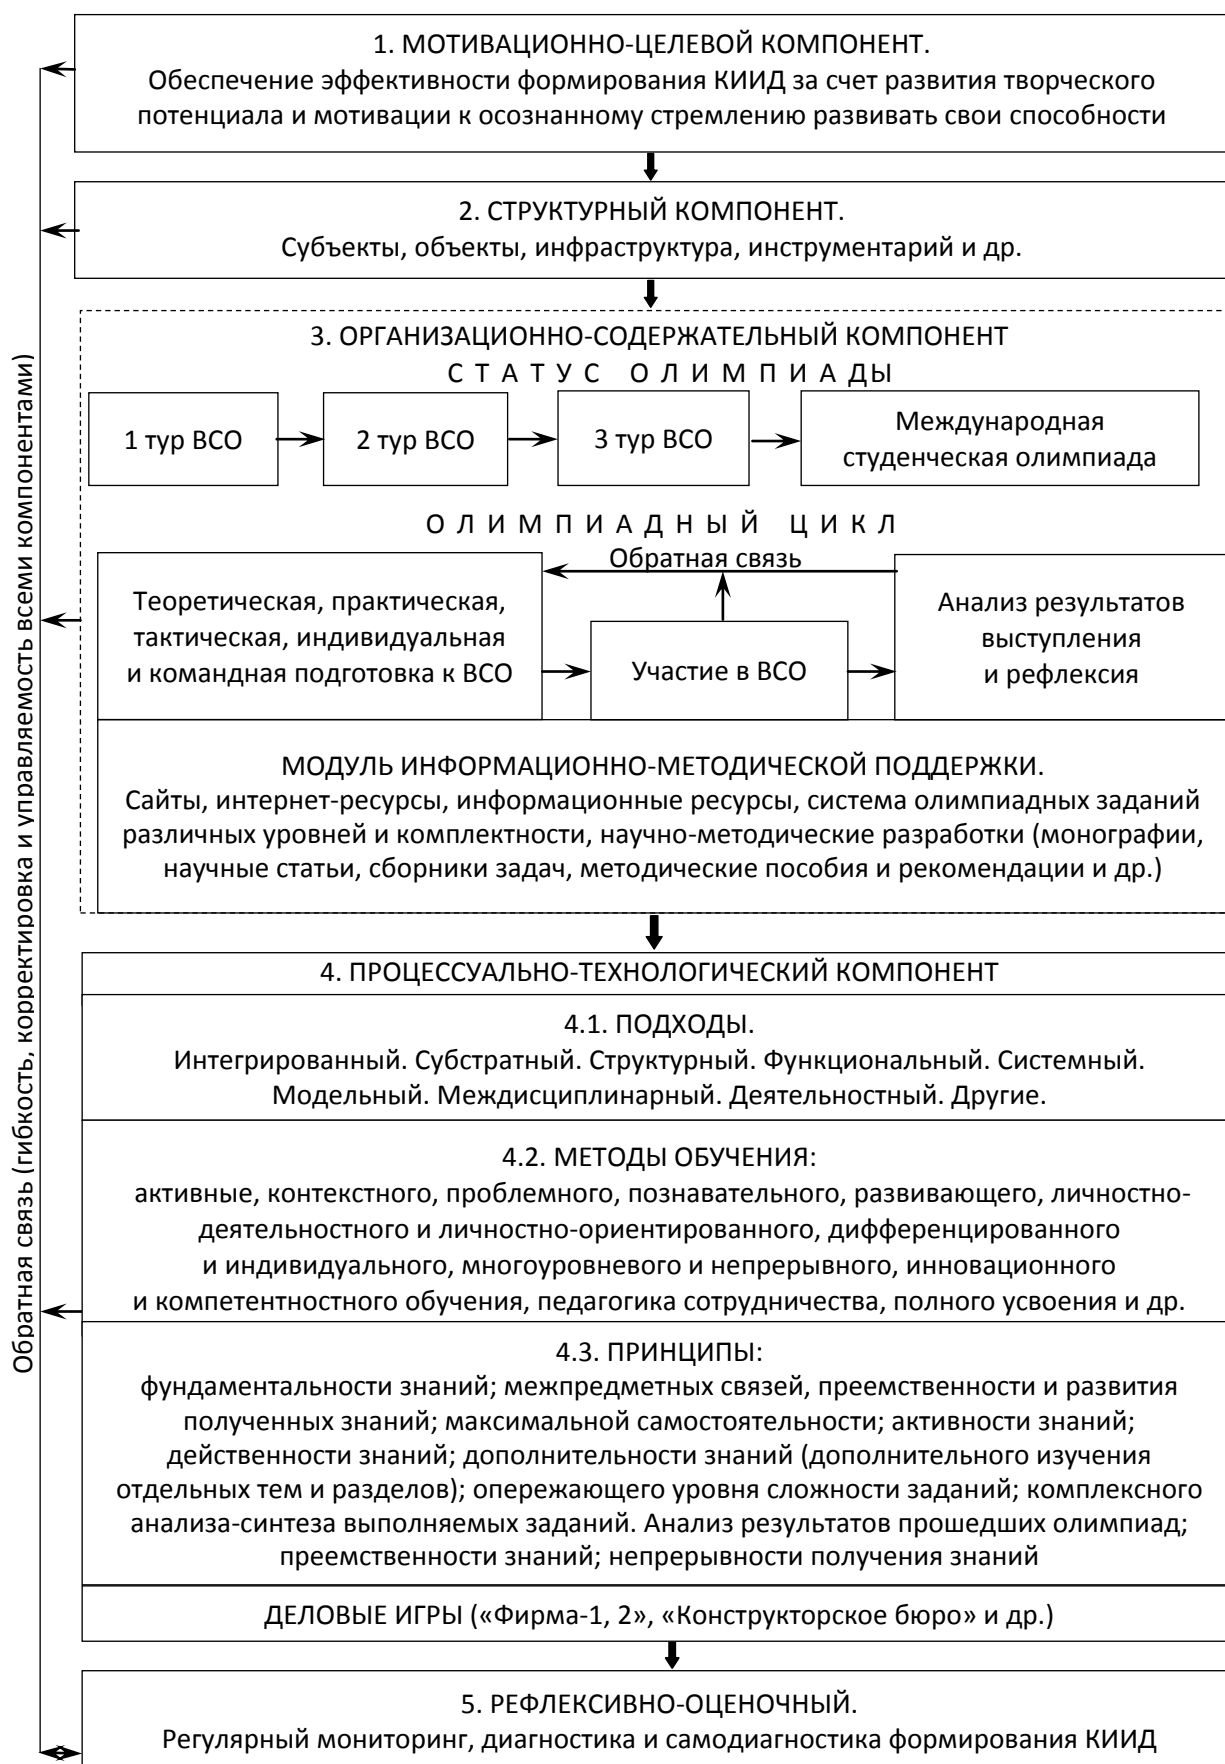 1. МОТИВАЦИОННО-ЦЕЛЕВОЙ КОМПОНЕНТ.
Обеспечение эффективности формирования КИИД за счет развития творческого
потенциала и мотивации к осознанному стремлению развивать свои способности
2. СТРУКТУРНЫЙ КОМПОНЕНТ.
Субъекты, объекты, инфраструктура, инструментарий и др.
3. ОРГАНИЗАЦИОННО-СОДЕРЖАТЕЛЬНЫЙ КОМПОНЕНТ
СТАТУС ОЛИМПИАДЫ
1 тур ВСО
2 тур ВСО
3 тур ВСО
Международная
студенческая олимпиада
ОЛИМПИАДНЫЙ ЦИКЛ
Обратная связь
Теоретическая, практическая,
тактическая, индивидуальная
и командная подготовка к ВСО
Участие в ВСО
Анализ результатов
выступления
и рефлексия
МОДУЛЬ ИНФОРМАЦИОННО-МЕТОДИЧЕСКОЙ ПОДДЕРЖКИ.
Сайты, интернет-ресурсы, информационные ресурсы, система олимпиадных заданий
различных уровней и комплектности, научно-методические разработки (монографии,
научные статьи, сборники задач, методические пособия и рекомендации и др.)
4. ПРОЦЕССУАЛЬНО-ТЕХНОЛОГИЧЕСКИЙ КОМПОНЕНТ
4.1. ПОДХОДЫ.
Интегрированный. Субстратный. Структурный. Функциональный. Системный.
Модельный. Междисциплинарный. Деятельностный. Другие.
4.2. МЕТОДЫ ОБУЧЕНИЯ:
активные, контекстного, проблемного, познавательного, развивающего, личностно-
деятельностного и личностно-ориентированного, дифференцированного
и индивидуального, многоуровневого и непрерывного, инновационного
и компетентностного обучения, педагогика сотрудничества, полного усвоения и др.
4.3. ПРИНЦИПЫ:
фундаментальности знаний; межпредметных связей, преемственности и развития
полученных знаний; максимальной самостоятельности; активности знаний;
действенности знаний; дополнительности знаний (дополнительного изучения
отдельных тем и разделов); опережающего уровня сложности заданий; комплексного
анализа-синтеза выполняемых заданий. Анализ результатов прошедших олимпиад;
преемственности знаний; непрерывности получения знаний
ДЕЛОВЫЕ ИГРЫ («Фирма-1, 2», «Конструкторское бюро» и др.)
5. РЕФЛЕКСИВНО-ОЦЕНОЧНЫЙ.
Регулярный мониторинг, диагностика и самодиагностика формирования КИИД
Обратная связь (гибкость, корректировка и управляемость всеми компонентами)